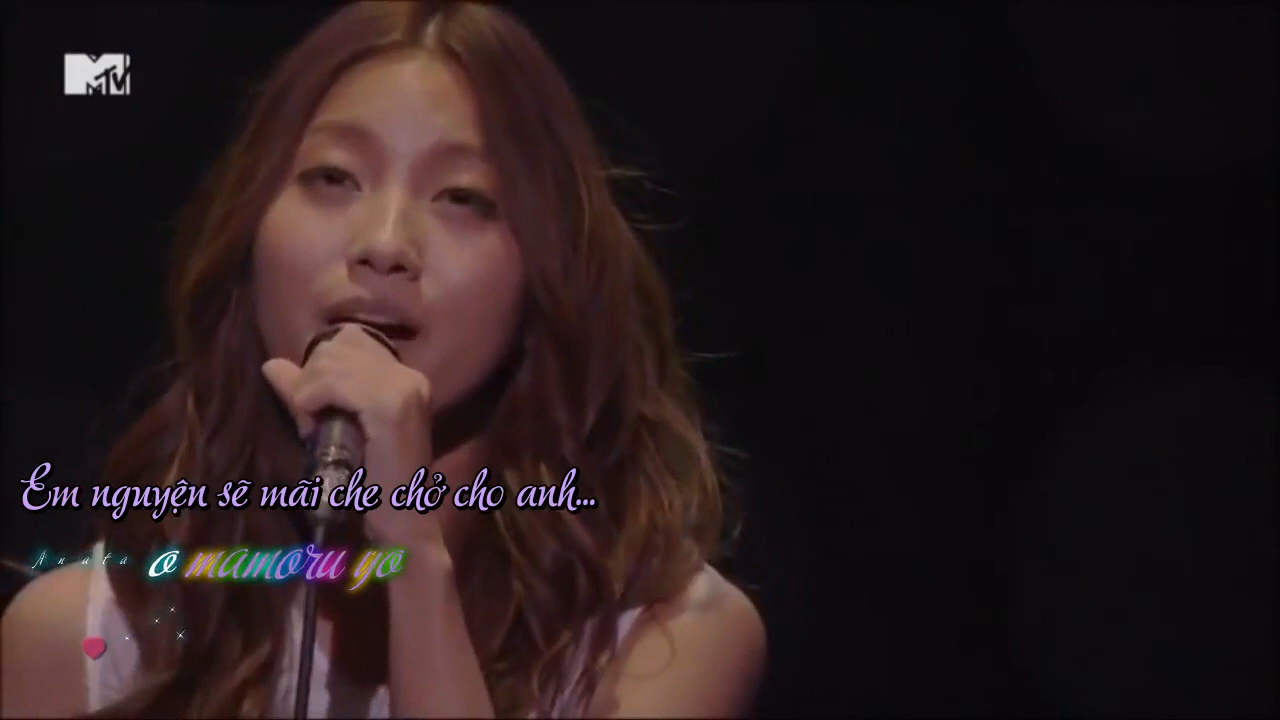 MTV
Em nguyện sẽ mãi che chở cho anh...
Anata o mamoru yo